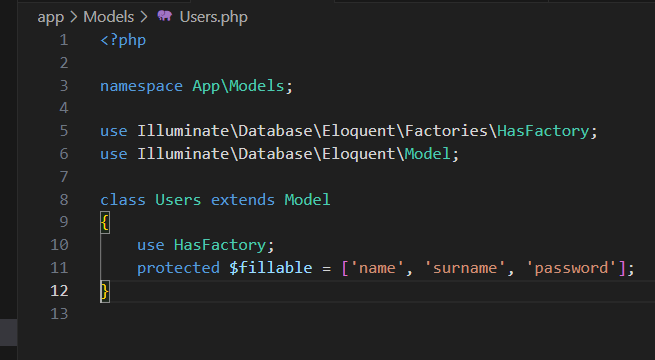 app > Models > Users.php
1 <?php
2
3 namespace App\Models;
4
5 use Illuminate\Database\Eloquent\Factories\HasFactory;
6 use Illuminate\Database\Eloquent\Model;
7
8 class Users extends Model
9 {
10 use HasFactory;
11 protected $fillable = ['name', 'surname', 'password'];
12 }
13